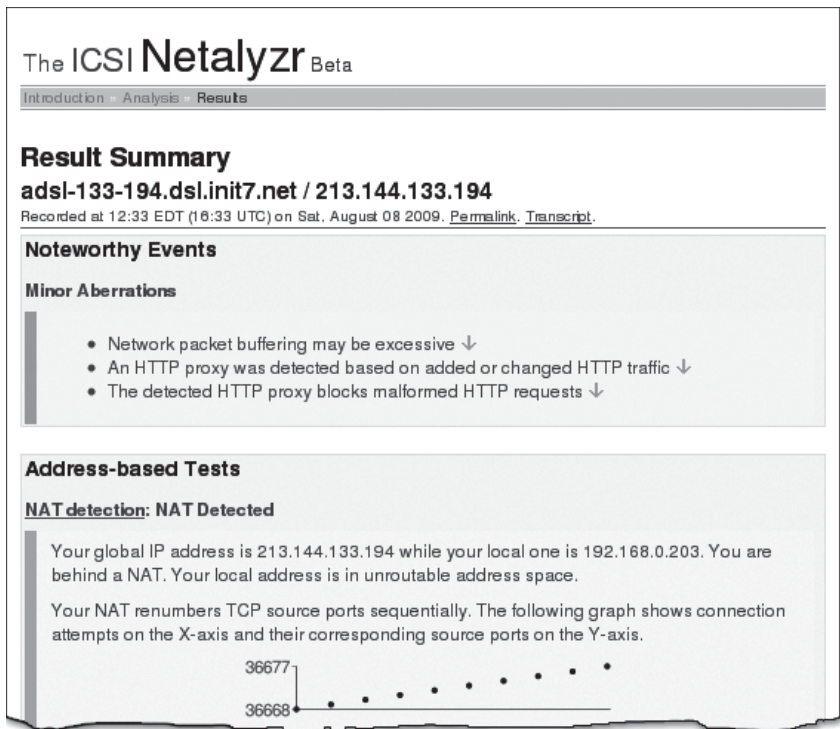 The ICSI Netalyzr Beta
Introduction » Analysis » Results
Result Summary
adsl-133-194.dsl.init7.net / 213.144.133.194
Recorded at 12:33 EDT (16:33 UTC) on Sat, August 08 2009. Permalink. Transcript.
Noteworthy Events
Minor Aberrations
• Network packet buffering may be excessive ↓
• An HTTP proxy was detected based on added or changed HTTP traffic ↓
• The detected HTTP proxy blocks malformed HTTP requests ↓
Address-based Tests
NAT detection: NAT Detected
Your global IP address is 213.144.133.194 while your local one is 192.168.0.203. You are
behind a NAT. Your local address is in unroutable address space.
Your NAT renumbers TCP source ports sequentially. The following graph shows connection
attempts on the X-axis and their corresponding source ports on the Y-axis.
36677
36668